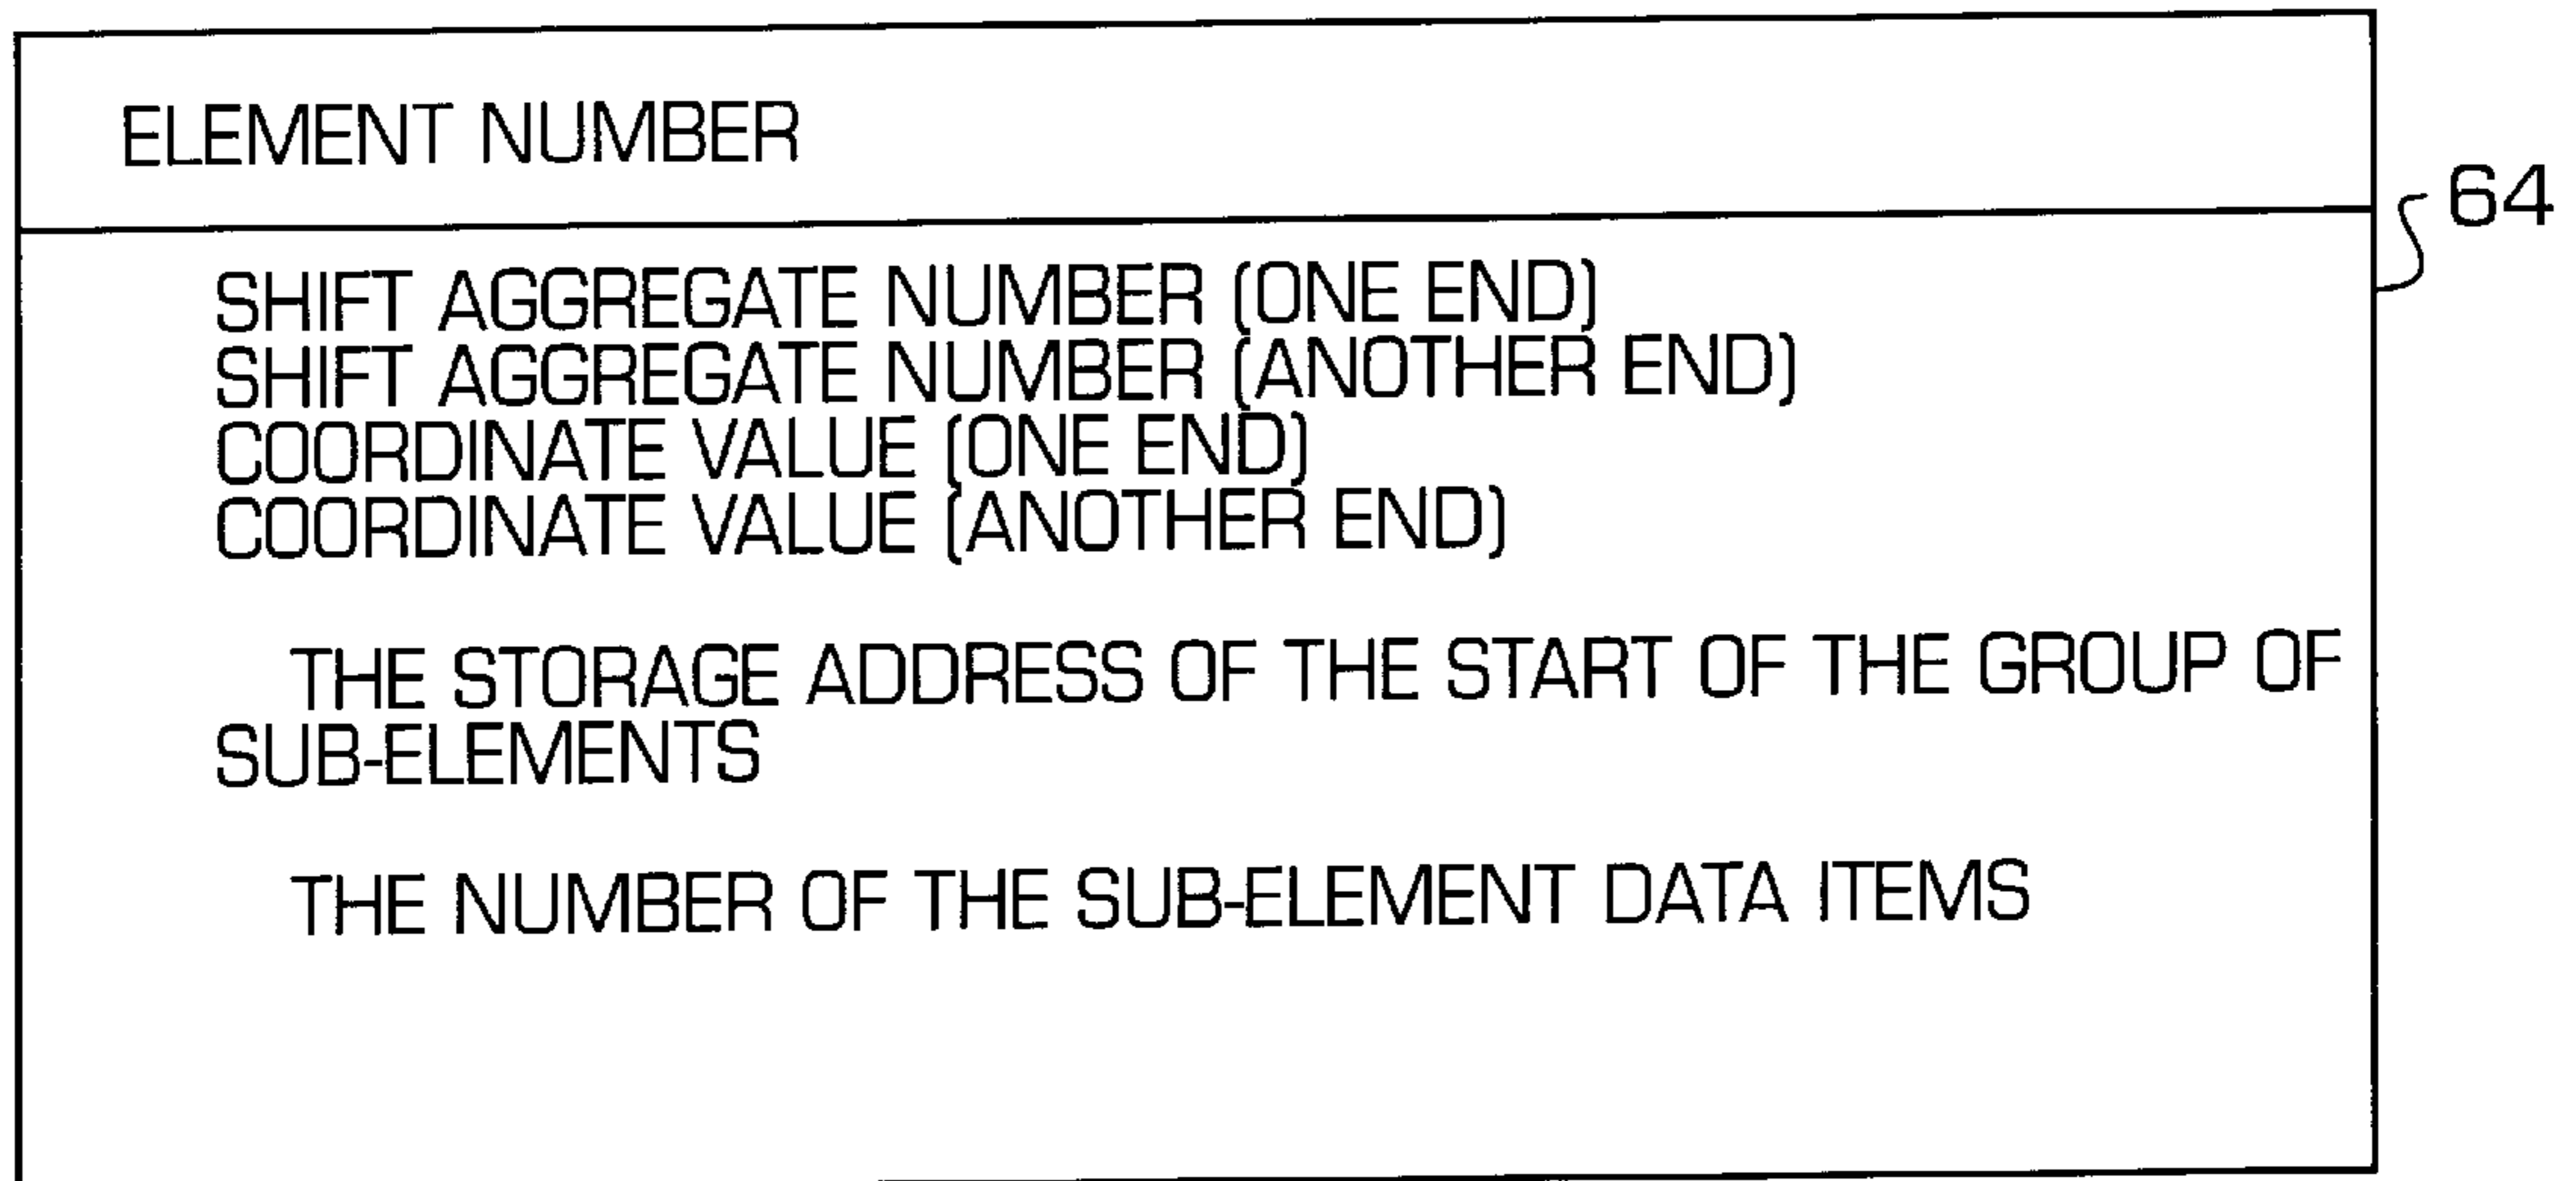 ELEMENT NUMBER
64
SHIFT AGGREGATE NUMBER (ONE END)
SHIFT AGGREGATE NUMBER (ANOTHER END)
COORDINATE VALUE (ONE END)
COORDINATE VALUE (ANOTHER END)
THE STORAGE ADDRESS OF THE START OF THE GROUP OF
SUB-ELEMENTS
THE NUMBER OF THE SUB-ELEMENT DATA ITEMS